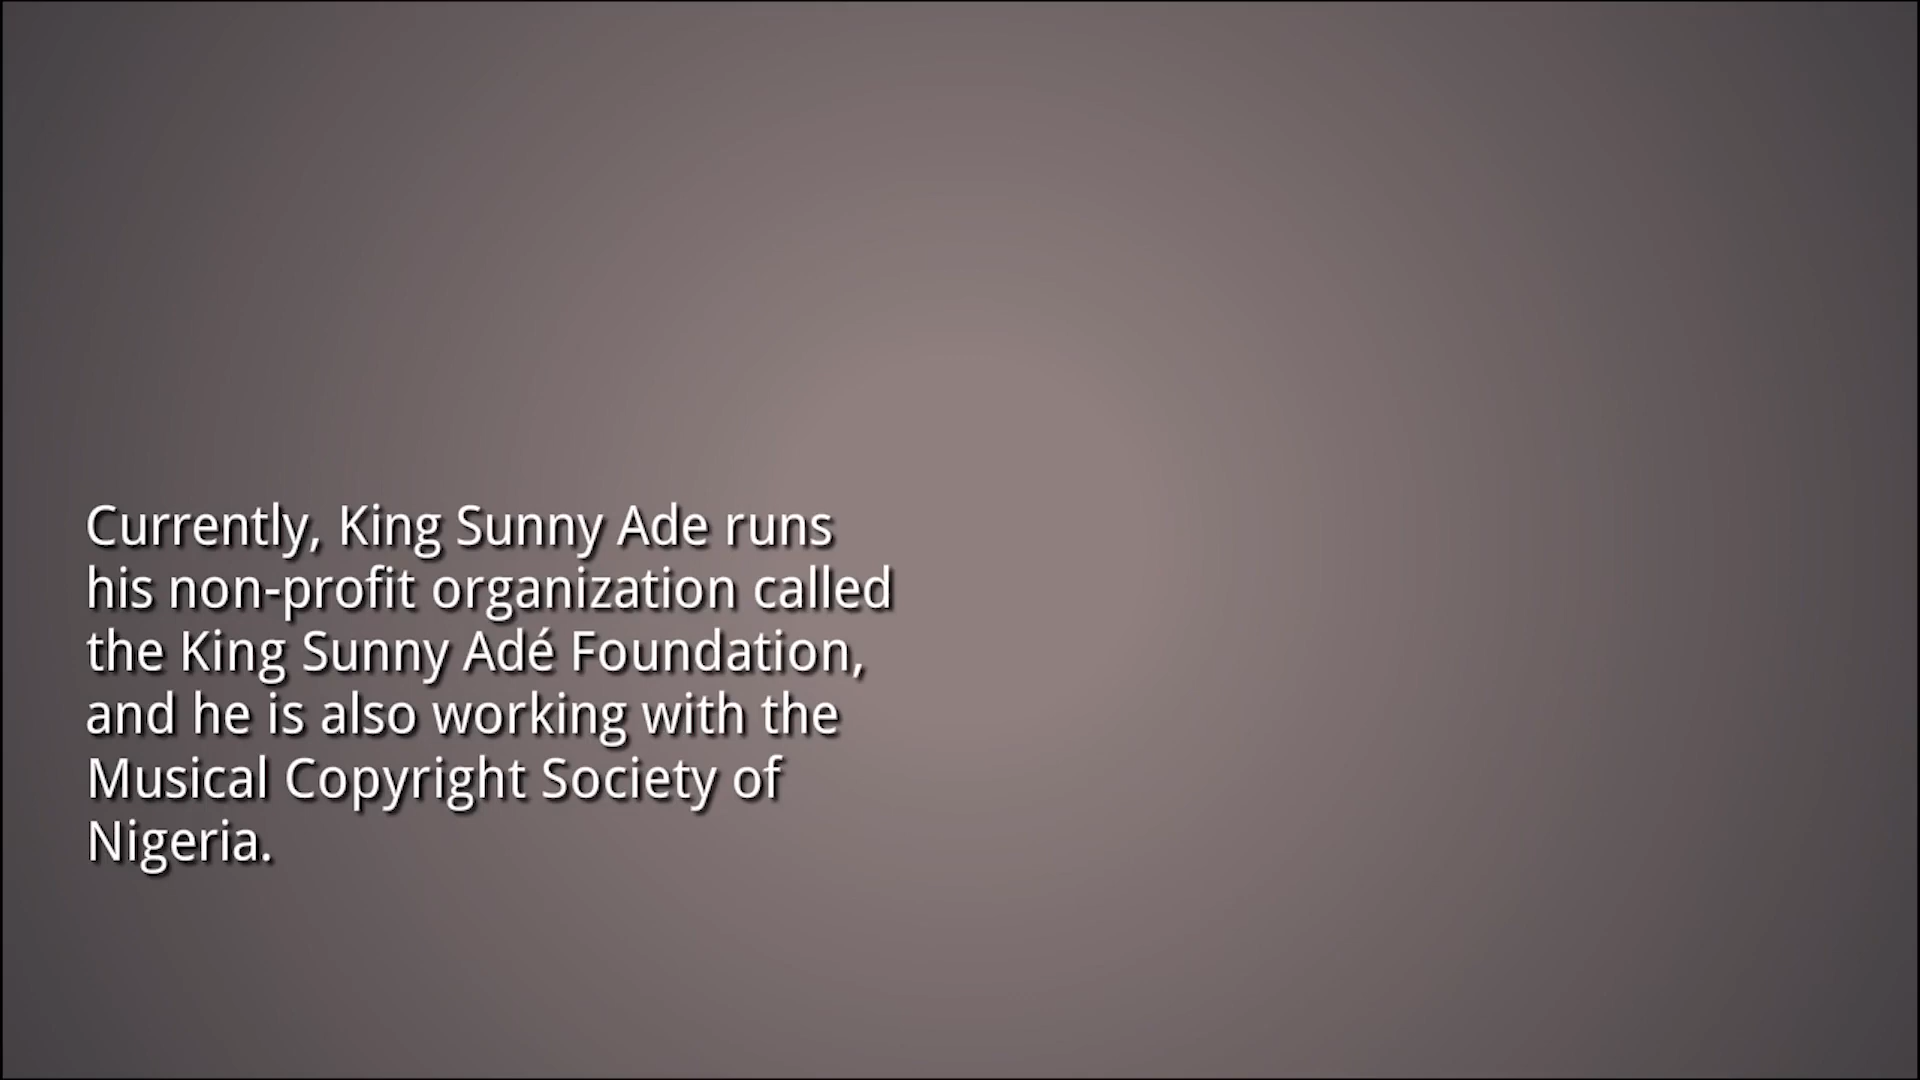 Currently, King Sunny Ade runs
his non-profit organization called
the King Sunny Adé Foundation,
and he is also working with the
Musical Copyright Society of
Nigeria.